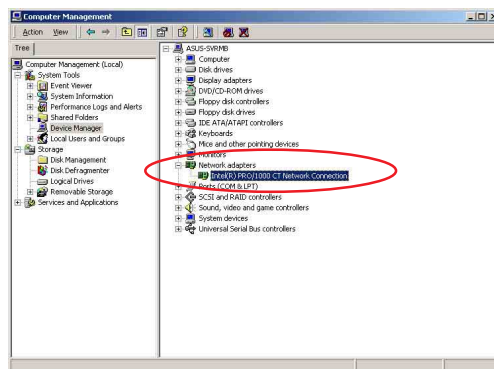 Computer Management
Action View
Tree
Computer Management (Local)
System Tools
Event Viewer
System Information
Performance Logs and Alerts
Shared Folders
Device Manager
Local Users and Groups
Storage
Disk Management
Disk Defragmenter
Logical Drives
Removable Storage
Services and Applications
ASUS-SVRMB
Computer
Disk drives
Display adapters
DVD/CD-ROM drives
Floppy disk controllers
Floppy disk drives
IDE ATA/ATAPI controllers
Keyboards
Mice and other pointing devices
Monitors
Network adapters
Intel(R) PRO/1000 CT Network Connection
Ports (COM & LPT)
SCSI and RAID controllers
Sound, video and game controllers
System devices
Universal Serial Bus controllers